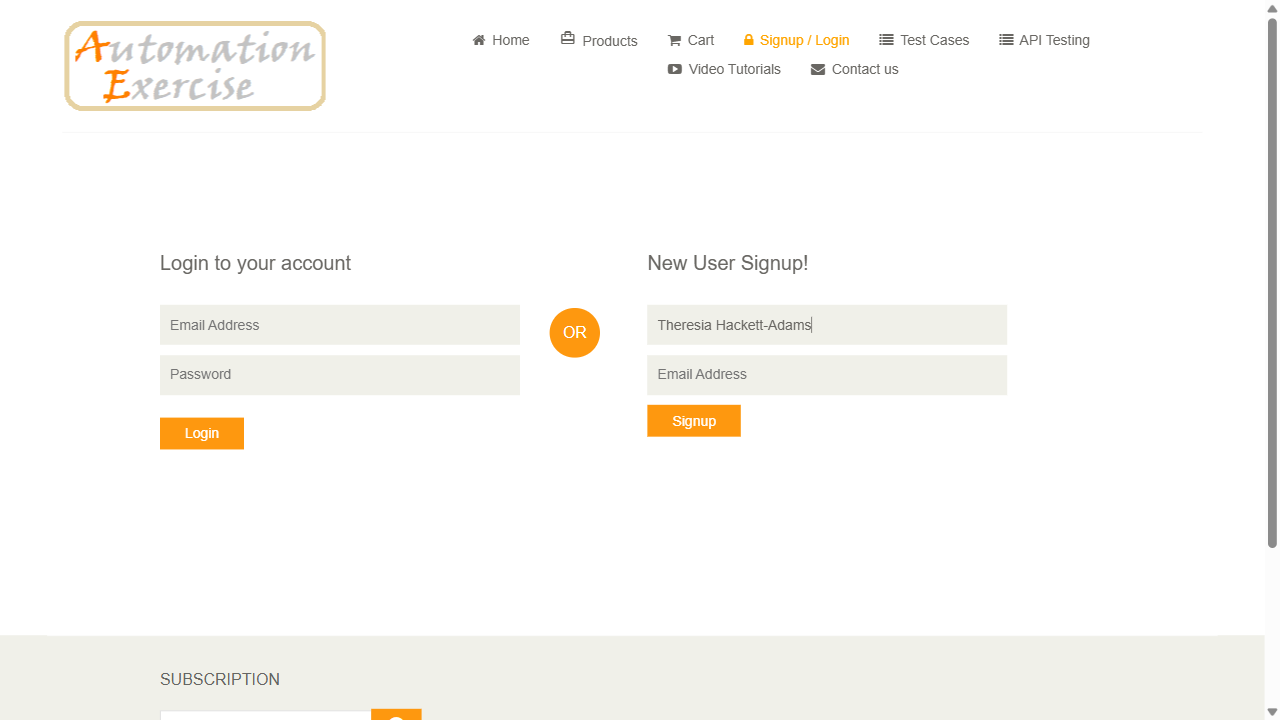 Automation
Exercise
Home
Products
Cart
Signup / Login
Test Cases
API Testing
Video Tutorials
Contact us
Login to your account
Email Address
Password
Login
OR
New User Signup!
Theresia Hackett-Adams
Email Address
Signup
SUBSCRIPTION